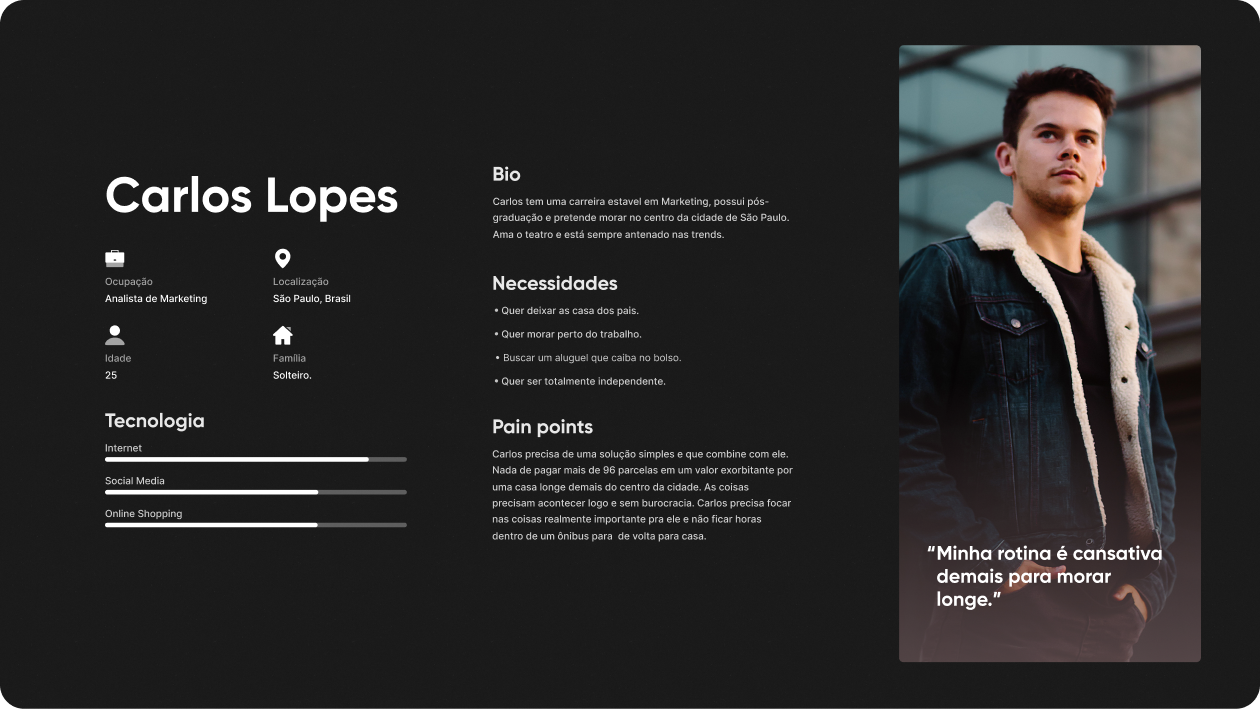 Carlos Lopes
Ocupação
Analista de Marketing
Localização
São Paulo, Brasil
Idade
25
Família
Solteiro.
Tecnologia
Internet
Social Media
Online Shopping
Bio
Carlos tem uma carreira estavel em Marketing, possui pós-
graduação e pretende morar no centro da cidade de São Paulo.
Ama o teatro e está sempre antenado nas trends.
Necessidades
• Quer deixar as casa dos pais.
• Quer morar perto do trabalho.
• Buscar um aluguel que caiba no bolso.
• Quer ser totalmente independente.
Pain points
Carlos precisa de uma solução simples e que combine com ele.
Nada de pagar mais de 96 parcelas em um valor exorbitante por
uma casa longe demais do centro da cidade. As coisas
precisam acontecer logo e sem burocracia. Carlos precisa focar
nas coisas realmente importante pra ele e não ficar horas
dentro de um ônibus para  de volta para casa.
“Minha rotina é cansativa
demais para morar
longe.”